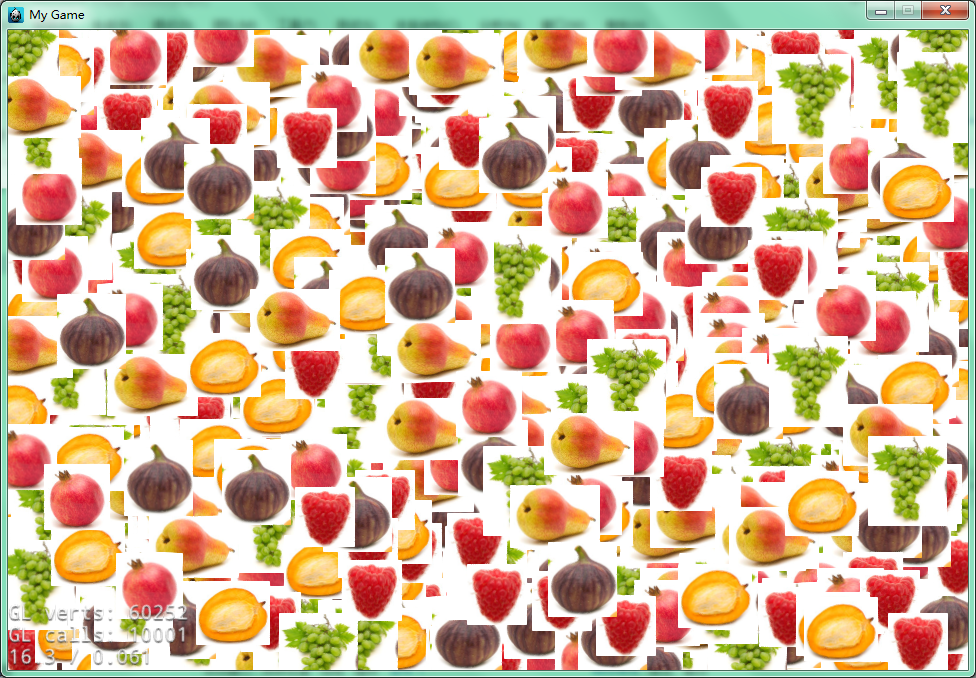 My Game
GL verts: 60252
GL calls: 10001
16.3 / 0.061